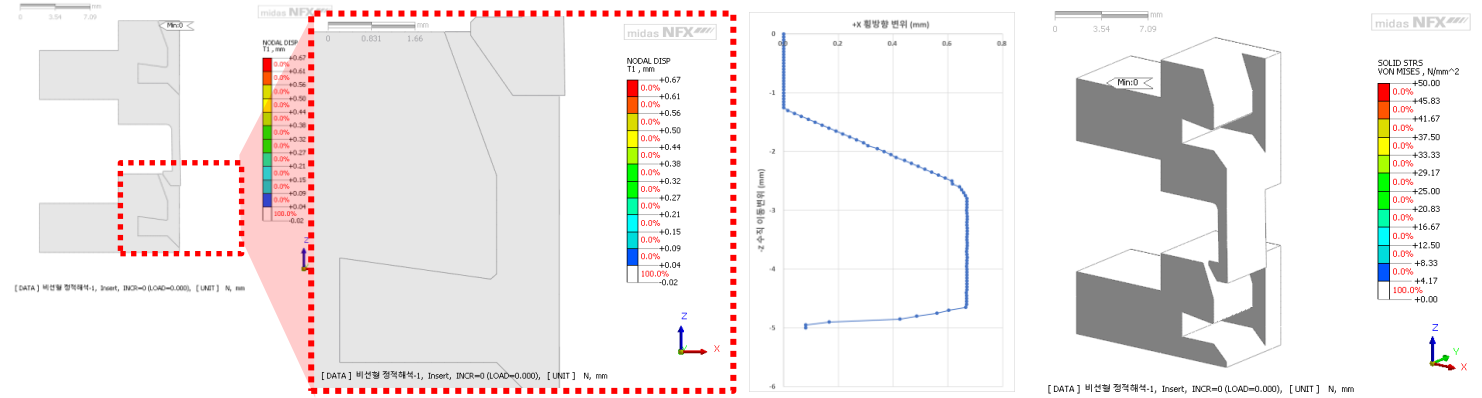 mm
0 3.54 7.09
midas NFX
Min:0
NODAL DISP
T1 , mm
+0.67
0.0%
+0.61
0.0%
+0.56
0.0%
+0.50
0.0%
+0.44
0.0%
+0.38
0.0%
+0.32
0.0%
+0.27
0.0%
+0.21
0.0%
+0.15
0.0%
+0.09
0.0%
+0.04
100.0%
-0.02
Z
[ DATA ] 비선형 정적해석-1, Insert, INCR=0 (LOAD=0.000), [ UNIT ] N, mm
mm
0 0.831 1.66
midas NFX
NODAL DISP
T1 , mm
+0.67
0.0%
+0.61
0.0%
+0.56
0.0%
+0.50
0.0%
+0.44
0.0%
+0.38
0.0%
+0.32
0.0%
+0.27
0.0%
+0.21
0.0%
+0.15
0.0%
+0.09
0.0%
+0.04
100.0%
-0.02
Z
X
[ DATA ] 비선형 정적해석-1, Insert, INCR=0 (LOAD=0.000), [ UNIT ] N, mm
+X 횡방향 변위 (mm)
0.0 0.2 0.4 0.6 0.8
0
-1
-2
-3
-4
-5
-6
-Z 수직 이동변위 (mm)
mm
0 3.54 7.09
midas NFX
Min:0
SOLID STRS
VON MISES , N/mm^2
+50.00
0.0%
+45.83
0.0%
+41.67
0.0%
+37.50
0.0%
+33.33
0.0%
+29.17
0.0%
+25.00
0.0%
+20.83
0.0%
+16.67
0.0%
+12.50
0.0%
+8.33
0.0%
+4.17
100.0%
+0.00
Z
Y
X
[ DATA ] 비선형 정적해석-1, Insert, INCR=0 (LOAD=0.000), [ UNIT ] N, mm